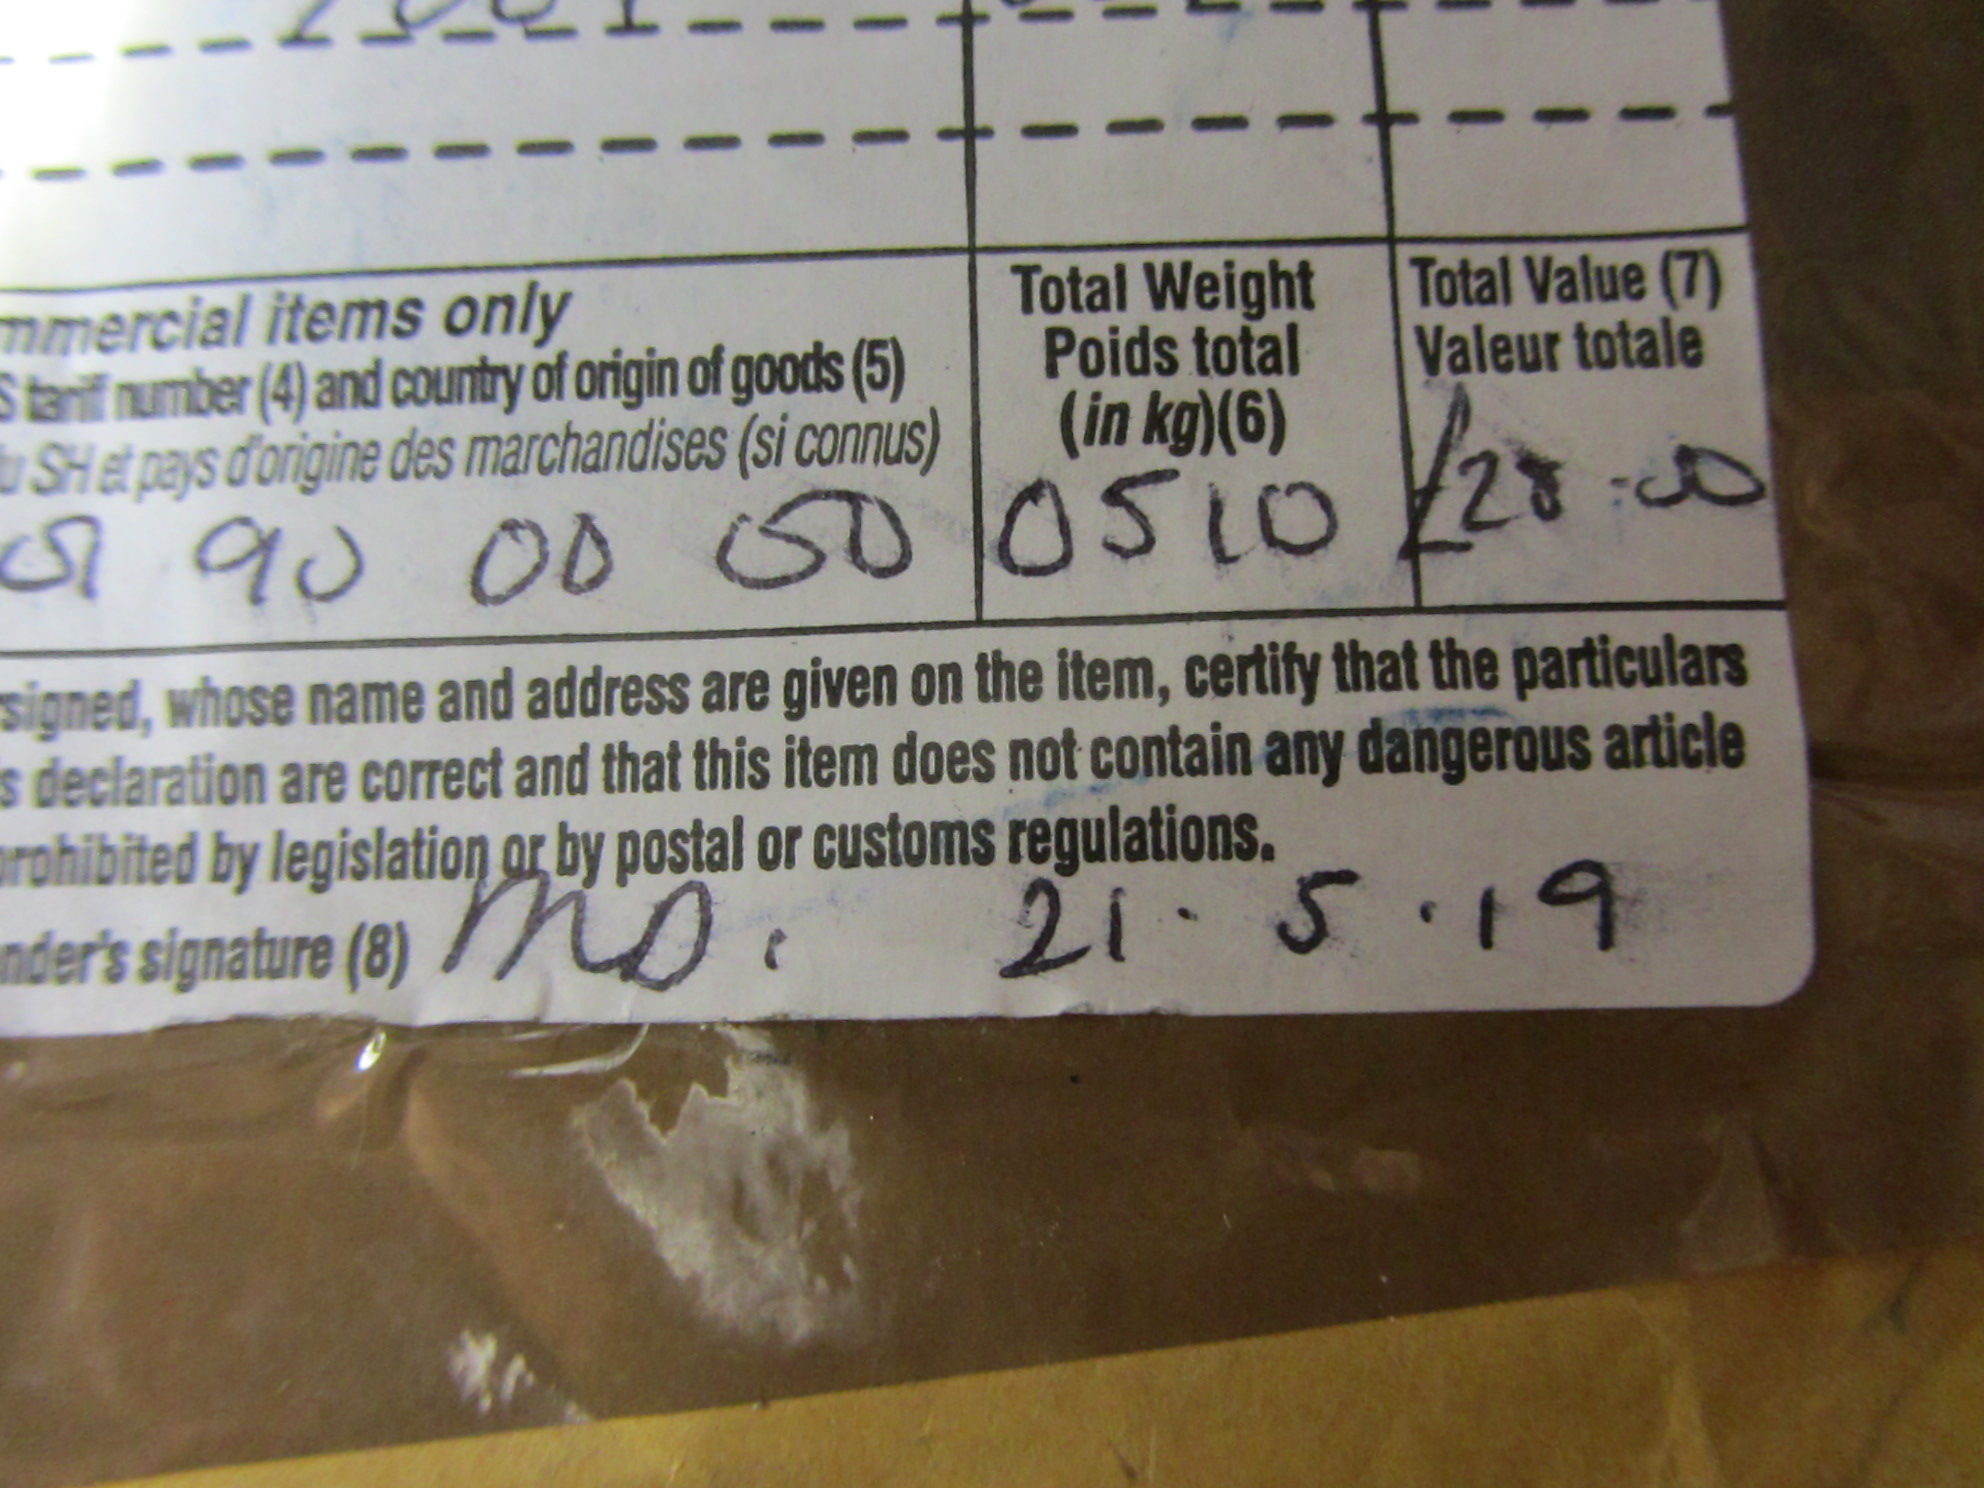 mmercial items only
S tariff number (4) and country of origin of goods (5)
u SH et pays d'origine des marchandises (si connus)
90 00 00
Total Weight
Poids total
(in kg)(6)
0510
Total Value (7)
Valeur totale
£28.00
rsigned, whose name and address are given on the item, certify that the particulars
s declaration are correct and that this item does not contain any dangerous article
prohibited by legislation or by postal or customs regulations.
nder's signature (8) 21.5.19